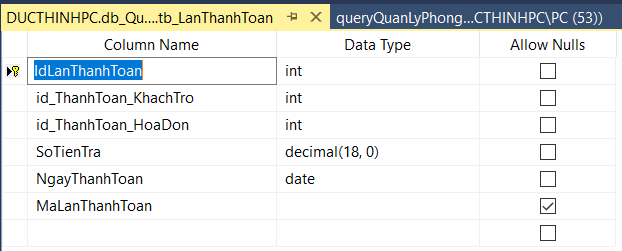 DUCTHINHPC.db_Qu....tb_LanThanhToan queryQuanLyPhong...CTHINHPC\PC (53))
Column Name Data Type Allow Nulls
IdLanThanhToan int
id_ThanhToan_KhachTro int
id_ThanhToan_HoaDon int
SoTienTra decimal(18, 0)
NgayThanhToan date
MaLanThanhToan